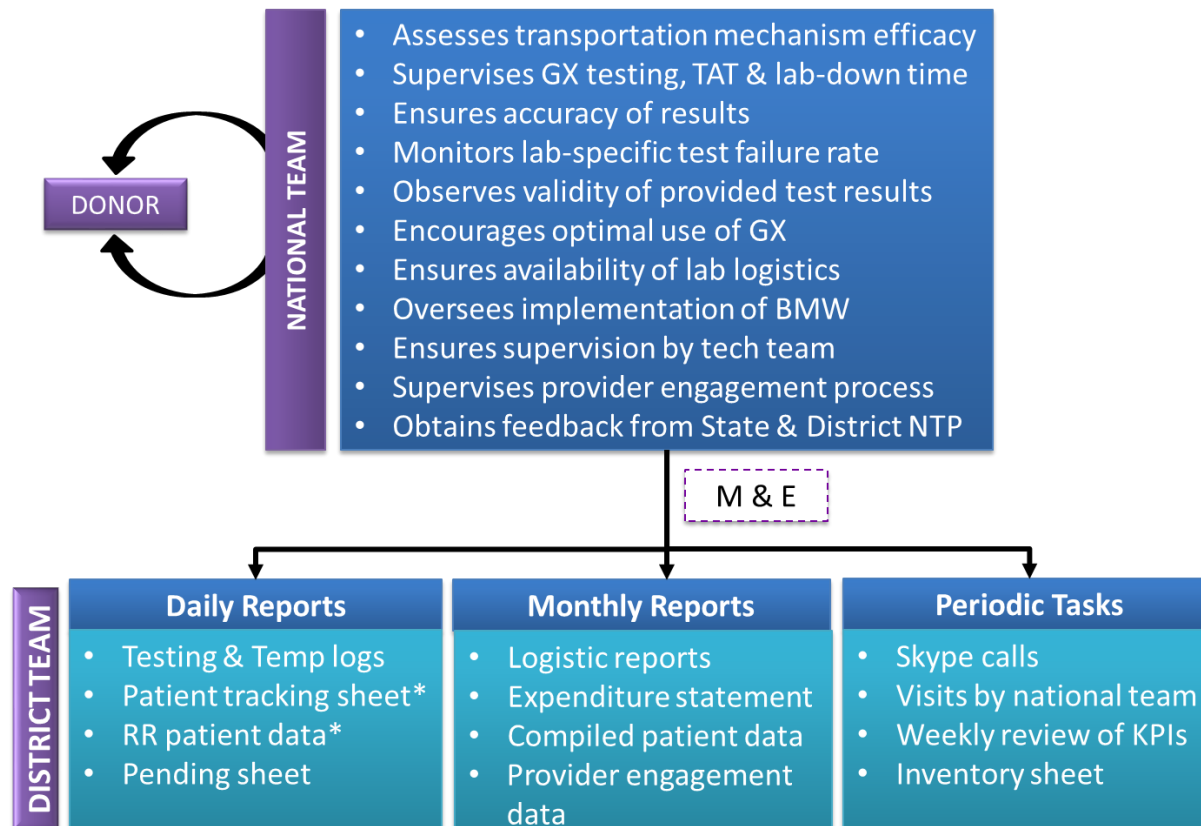 DONOR
NATIONAL TEAM
• Assesses transportation mechanism efficacy
• Supervises GX testing, TAT & lab-down time
• Ensures accuracy of results
• Monitors lab-specific test failure rate
• Observes validity of provided test results
• Encourages optimal use of GX
• Ensures availability of lab logistics
• Oversees implementation of BMW
• Ensures supervision by tech team
• Supervises provider engagement process
• Obtains feedback from State & District NTP
M & E
DISTRICT TEAM
Daily Reports
• Testing & Temp logs
• Patient tracking sheet*
• RR patient data*
• Pending sheet
Monthly Reports
• Logistic reports
• Expenditure statement
• Compiled patient data
• Provider engagement
data
Periodic Tasks
• Skype calls
• Visits by national team
• Weekly review of KPIs
• Inventory sheet